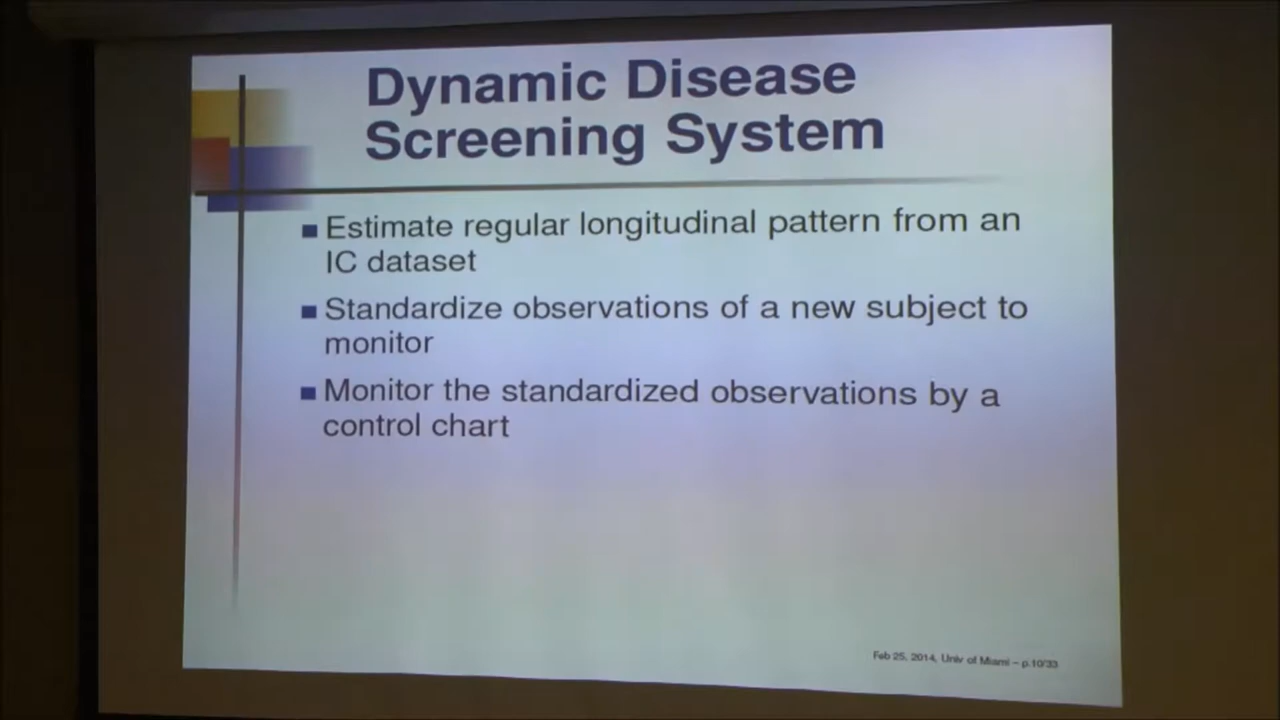 Dynamic Disease
Screening System
Estimate regular longitudinal pattern from an
IC dataset
Standardize observations of a new subject to
monitor
Monitor the standardized observations by a
control chart
Feb 25, 2014, Univ of Miami – p.10/33